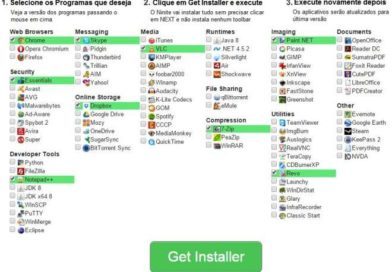 1. Selecione os Programas que deseja
Veja a versão dos programas passando o
mouse em cima.
2. Clique em Get Installer e execute
O Ninite vai instalar tudo sem precisar clicar
em NEXT e não instala nenhum toolbar
3. Execute novamente depois
Os aplicativos serão atualizados para
última versão
Web Browsers
Chrome
Opera Chromium
Firefox
Messaging
Skype
Pidgin
Thunderbird
Trillian
AIM
Yahoo!
Media
iTunes
VLC
KMPlayer
AIMP
foobar2000
Winamp
Audacity
K-Lite Codecs
GOM
Spotify
CCCP
MediaMonkey
QuickTime
Runtimes
Java 8
.NET 4.5.2
Silverlight
Air
Shockwave
Imaging
Paint.NET
Picasa
GIMP
IrfanView
XnView
Inkscape
FastStone
Greenshot
Documents
OpenOffice
Reader DC
SumatraPDF
Foxit Reader
CutePDF
LibreOffice
PDFCreator
Security
Essentials
Avast
AVG
Malwarebytes
Ad-Aware
Spybot 2
Avira
Super
Online Storage
Dropbox
Google Drive
Mozy
OneDrive
SugarSync
BitTorrent Sync
File Sharing
qBittorrent
eMule
Compression
7-Zip
PeaZip
WinRAR
Developer Tools
Python
FileZilla
Notepad++
JDK 8
JDK x64 8
WinSCP
PuTTY
WinMerge
Eclipse
Utilities
TeamViewer
ImgBurn
Auslogics
RealVNC
TeraCopy
CDBurnerXP
Revo
Launchy
WinDirStat
Glary
InfraRecorder
Classic Start
Other
Evernote
Google Earth
Steam
KeePass 2
Everything
NVDA
Get Installer